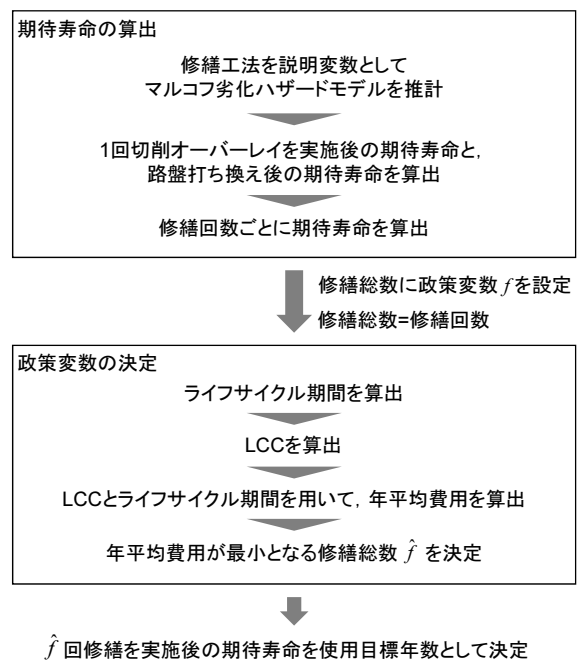 期待寿命の算出
修繕工法を説明変数として
マルコフ劣化ハザードモデルを推計
1回切削オーバーレイを実施後の期待寿命と，
路盤打ち換え後の期待寿命を算出
修繕回数ごとに期待寿命を算出
修繕総数に政策変数 f を設定
修繕総数=修繕回数
政策変数の決定
ライフサイクル期間を算出
LCCを算出
LCCとライフサイクル期間を用いて，年平均費用を算出
年平均費用が最小となる修繕総数 f̂ を決定
f̂ 回修繕を実施後の期待寿命を使用目標年数として決定